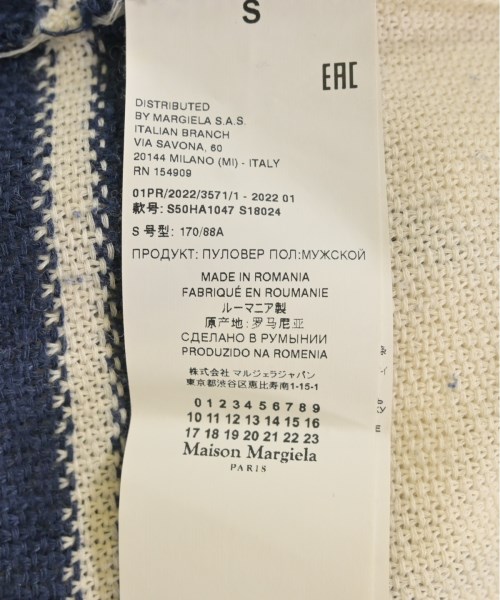 S
EAC
DISTRIBUTED
BY MARGIELA S.A.S.
ITALIAN BRANCH
VIA SAVONA, 60
20144 MILANO (MI) - ITALY
RN 154909
01PR/2022/3571/1 - 2022 01
款号: S50HA1047 S18024
S 号型: 170/88A
ПРОДУКТ: ПУЛОВЕР ПОЛ:МУЖСКОЙ
MADE IN ROMANIA
FABRIQUÉ EN ROUMANIE
ルーマニア製
原产地: 罗马尼亚
СДЕЛАНО В РУМЫНИИ
PRODUZIDO NA ROMENIA
株式会社 マルジェラジャパン
東京都渋谷区恵比寿南1-15-1
0 1 2 3 4 5 6 7 8 9
10 11 12 13 14 15 16
17 18 19 20 21 22 23
Maison Margiela
PARIS